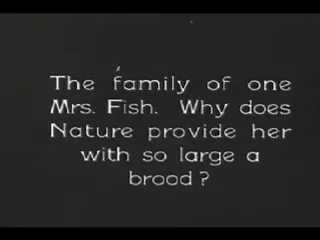 The family of one
Mrs. Fish. Why does
Nature provide her
with so large a
brood?